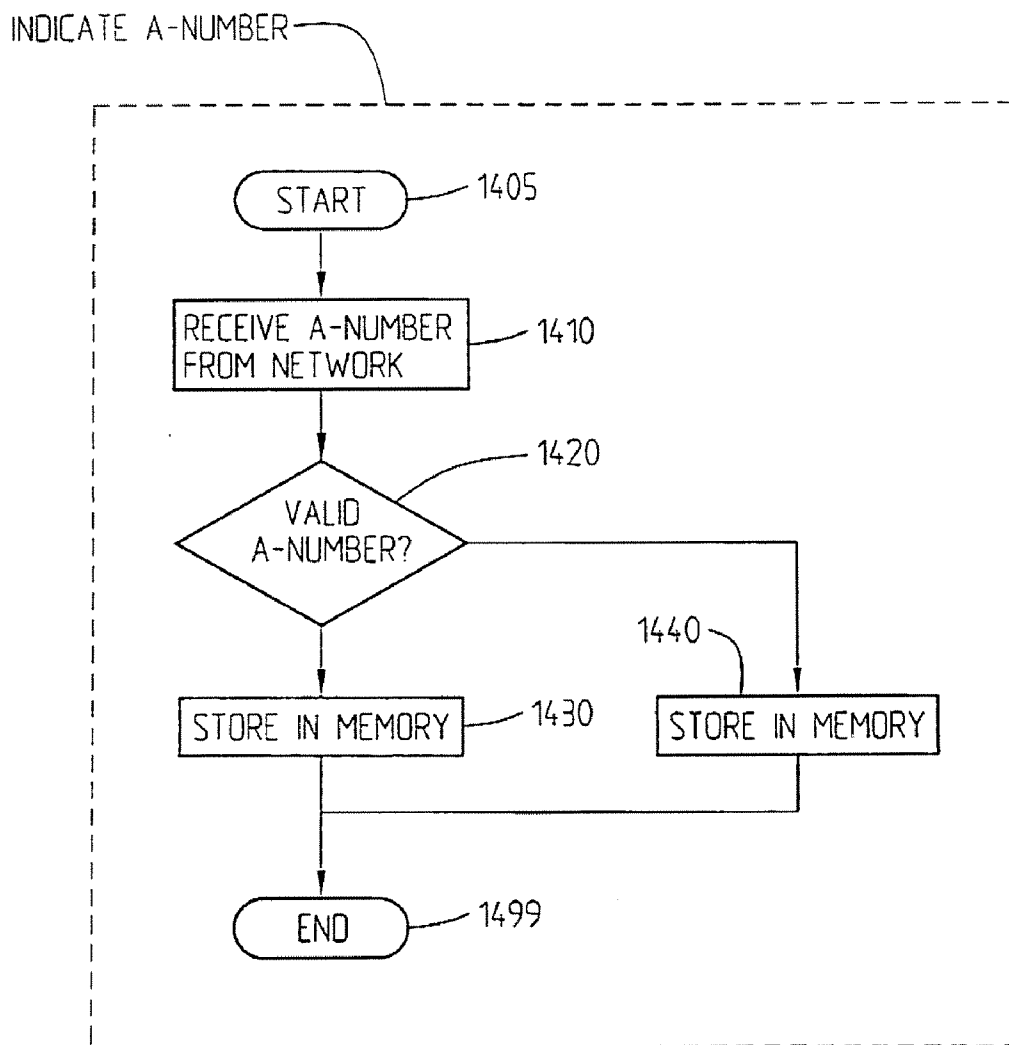 INDICATE A-NUMBER
START
1405
RECEIVE A-NUMBER
FROM NETWORK
1410
VALID
A-NUMBER?
1420
STORE IN MEMORY
1430
1440
STORE IN MEMORY
END
1499